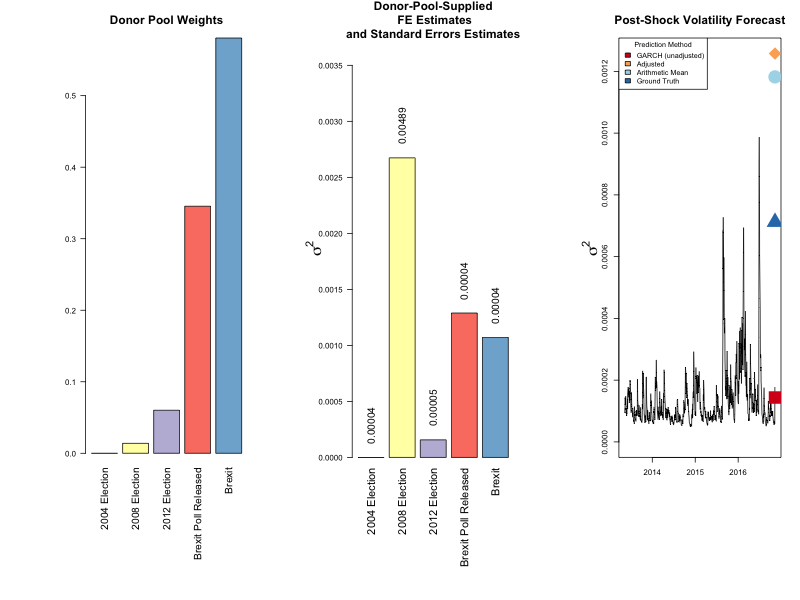 Donor Pool Weights
0.5
0.4
0.3
0.2
0.1
0.0
2004 Election
2008 Election
2012 Election
Brexit Poll Released
Brexit
Donor-Pool-Supplied
FE Estimates
and Standard Errors Estimates
σ²
0.0035
0.0030
0.0025
0.0020
0.0015
0.0010
0.0005
0.0000
0.00004
0.00489
0.00005
0.00004
0.00004
2004 Election
2008 Election
2012 Election
Brexit Poll Released
Brexit
Post-Shock Volatility Forecast
Prediction Method
GARCH (unadjusted)
Adjusted
Arithmetic Mean
Ground Truth
σ²
0.0012
0.0010
0.0008
0.0006
0.0004
0.0002
0.0000
2014
2015
2016